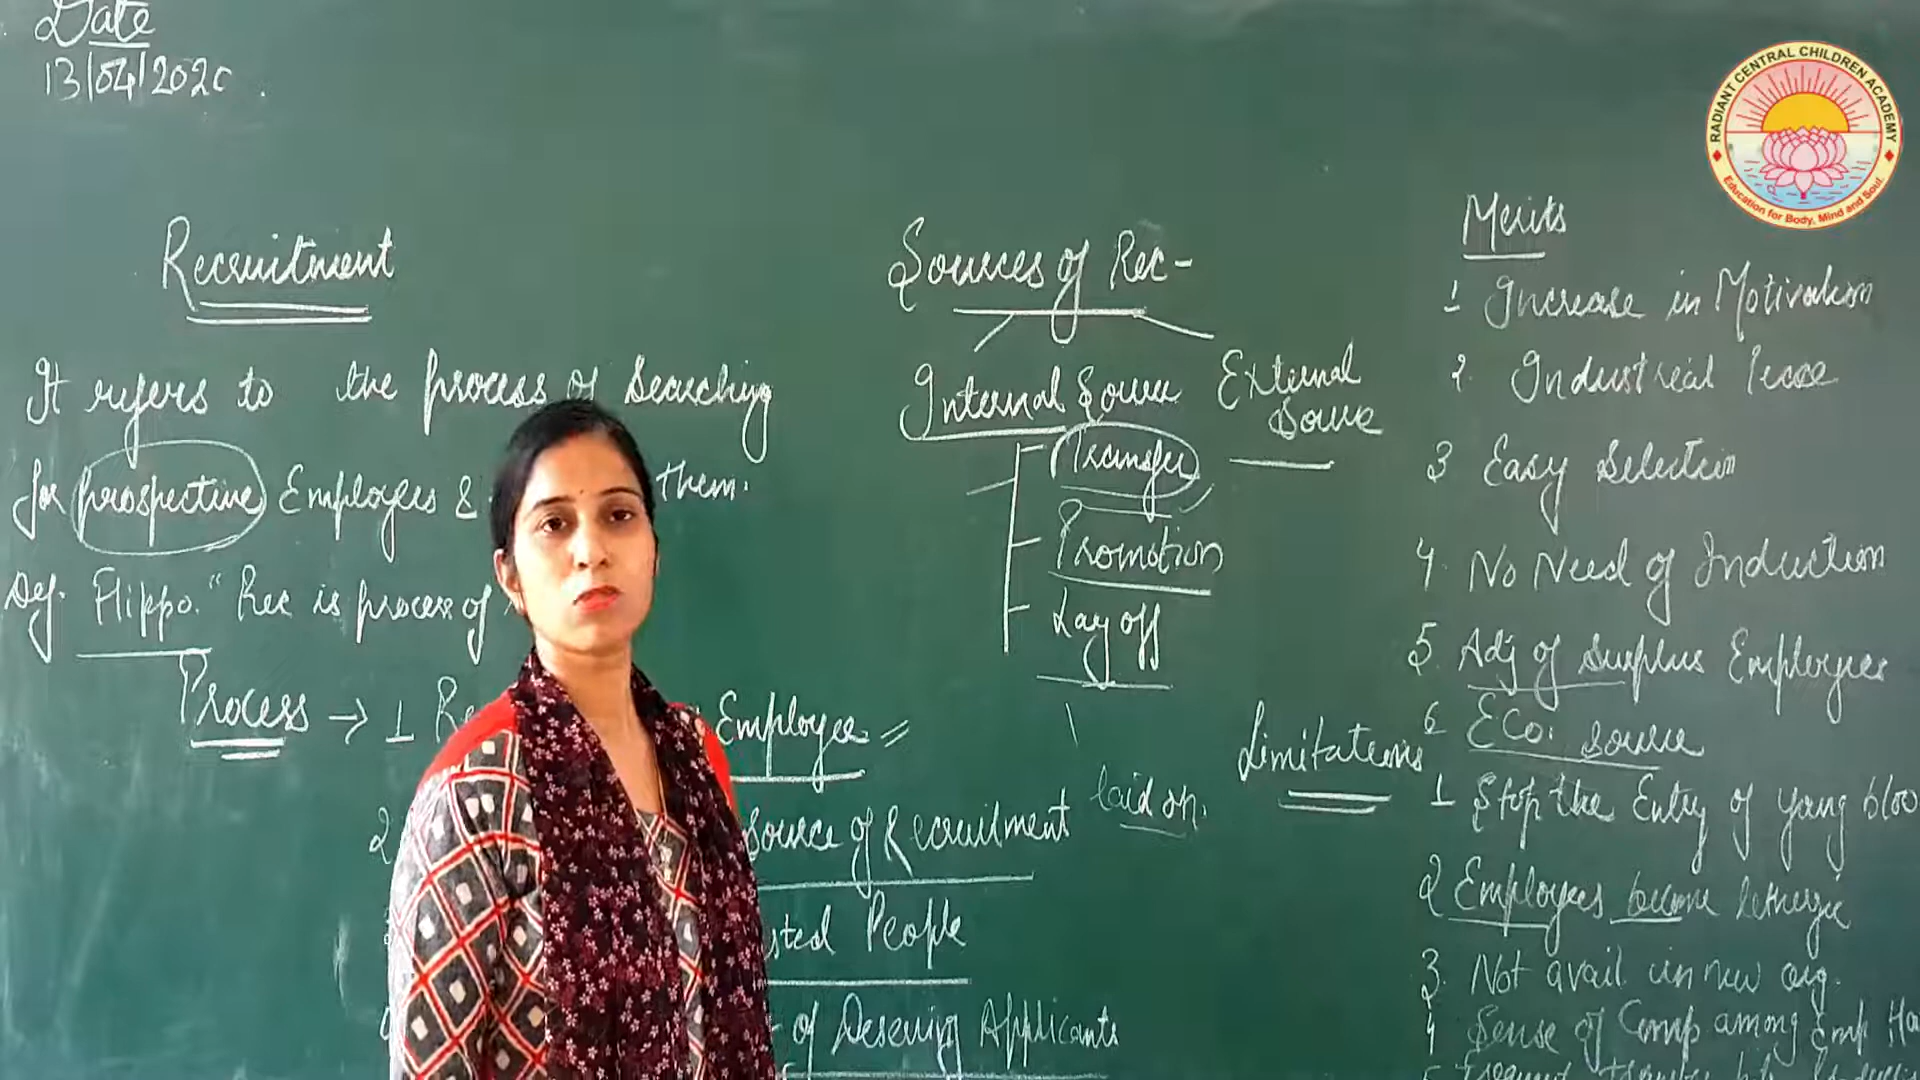 Date
13/04/2020
RADIANT CENTRAL CHILDREN ACADEMY
Education for Body, Mind and Soul.
Recruitment
It refers to the process of Searching
for prospective Employees & them.
Def. Flippo. "Rec is process of
Process → 1 Employee
2 Source of Recruitment
People
of Deserving Applicants
Sources of Rec-
Internal Source
External Source
Transfer
Promotion
Lay off
laid off.
Merits
1 Increase in Motivation
2. Industrial Peace
3 Easy Selection
4. No Need of Induction
5. Adj of Surplus Employees
6 ECo. source
Limitations
1 Stop the Entry of young
2 Employees become
3. Not avail in new org.
4 Sense of Comp among Emp